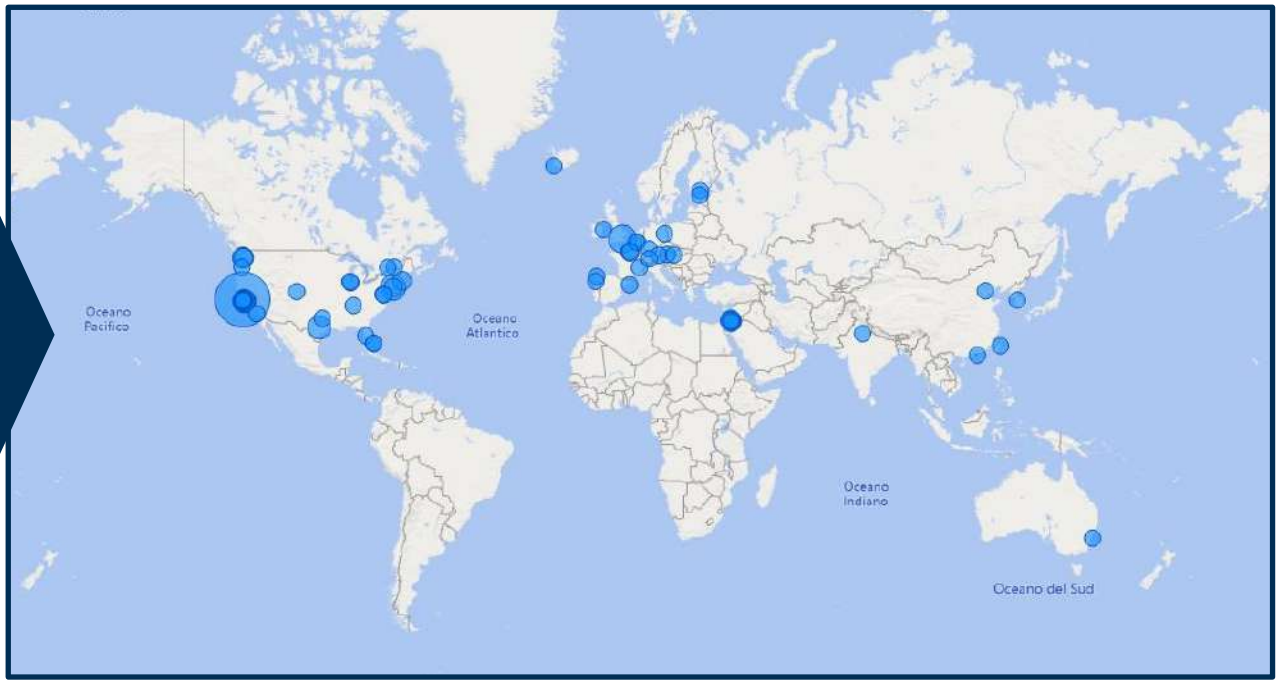 Oceano
Pacifico
Oceano
Atlantico
Oceano
Indiano
Oceano del Sud